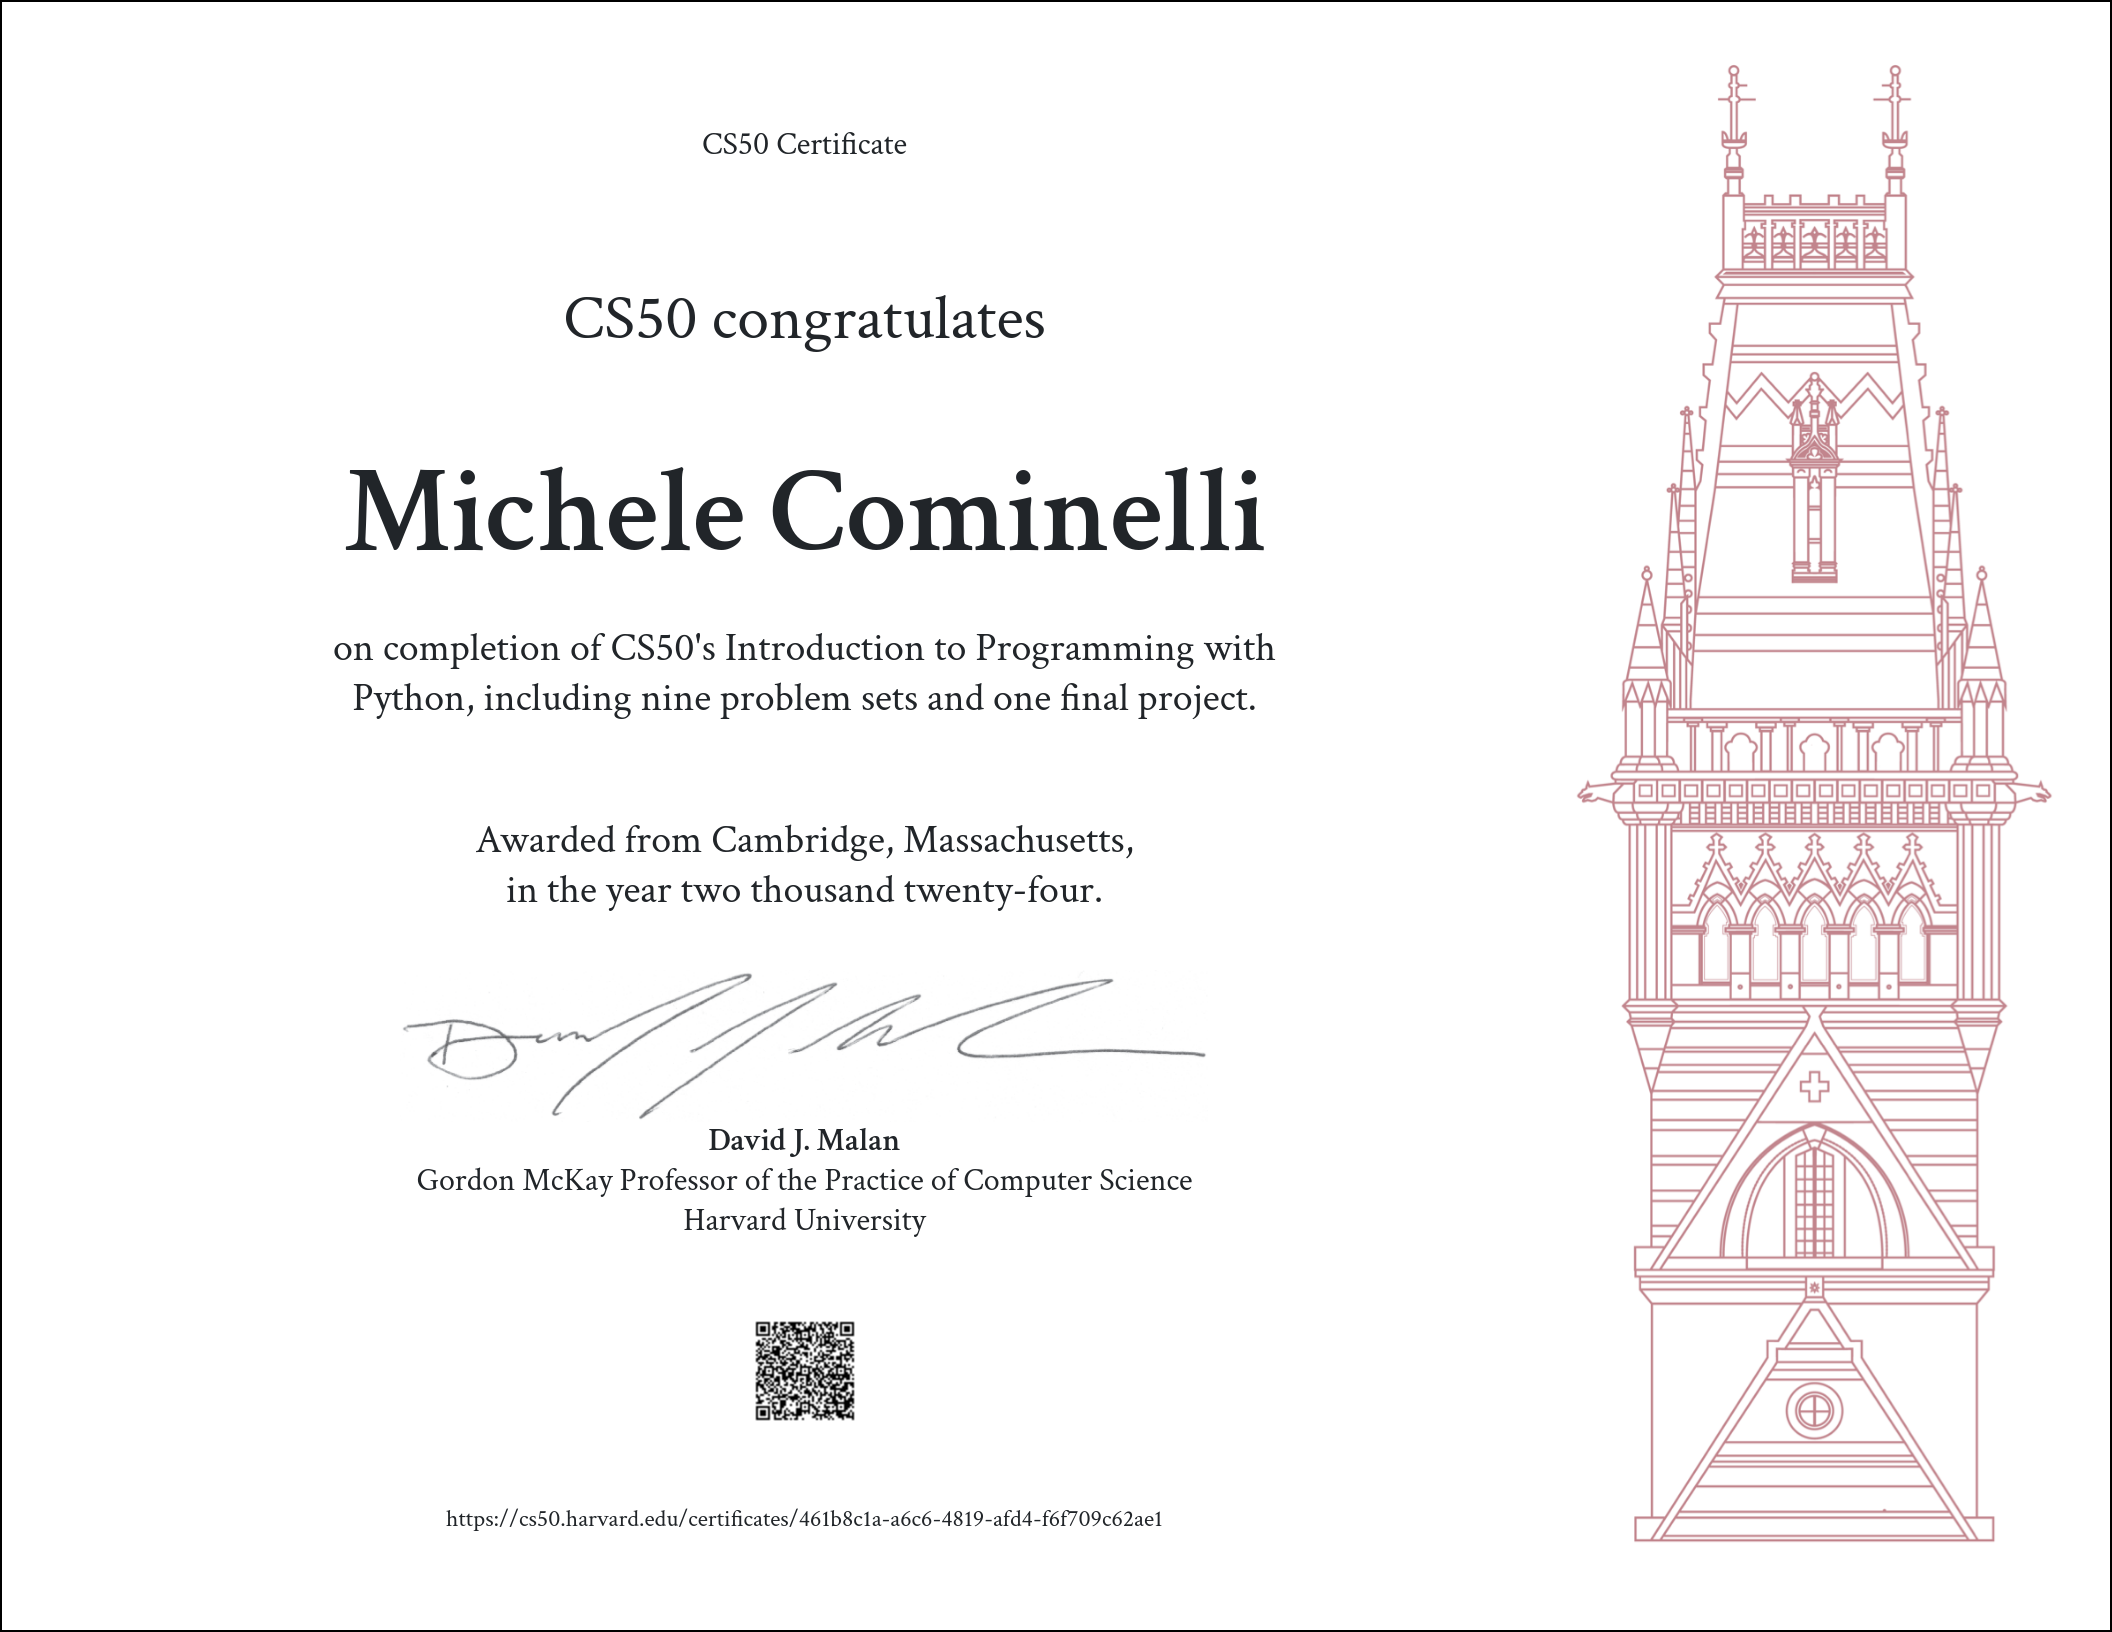 CS50 Certificate
CS50 congratulates
Michele Cominelli
on completion of CS50's Introduction to Programming with
Python, including nine problem sets and one final project.
Awarded from Cambridge, Massachusetts,
in the year two thousand twenty-four.
David J. Malan
Gordon McKay Professor of the Practice of Computer Science
Harvard University
https://cs50.harvard.edu/certificates/461b8c1a-a6c6-4819-afd4-f6f709c62ae1